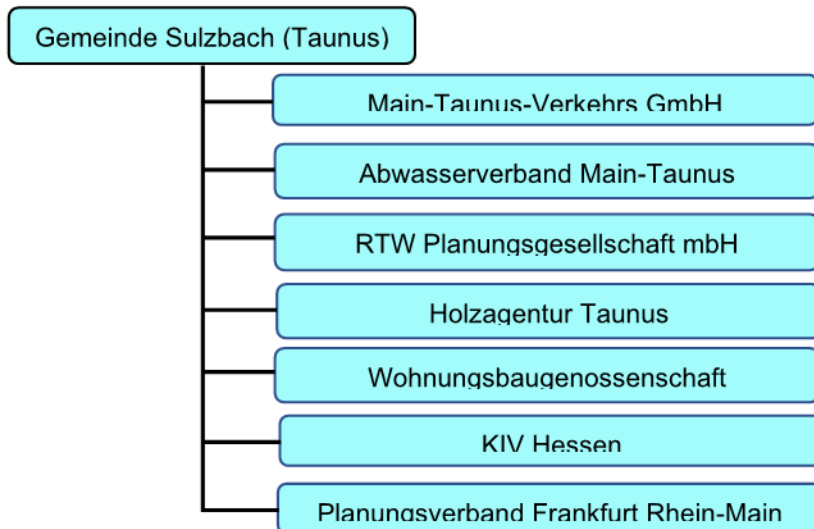 Gemeinde Sulzbach (Taunus)
Main-Taunus-Verkehrs GmbH
Abwasserverband Main-Taunus
RTW Planungsgesellschaft mbH
Holzagentur Taunus
Wohnungsbaugenossenschaft
KIV Hessen
Planungsverband Frankfurt Rhein-Main